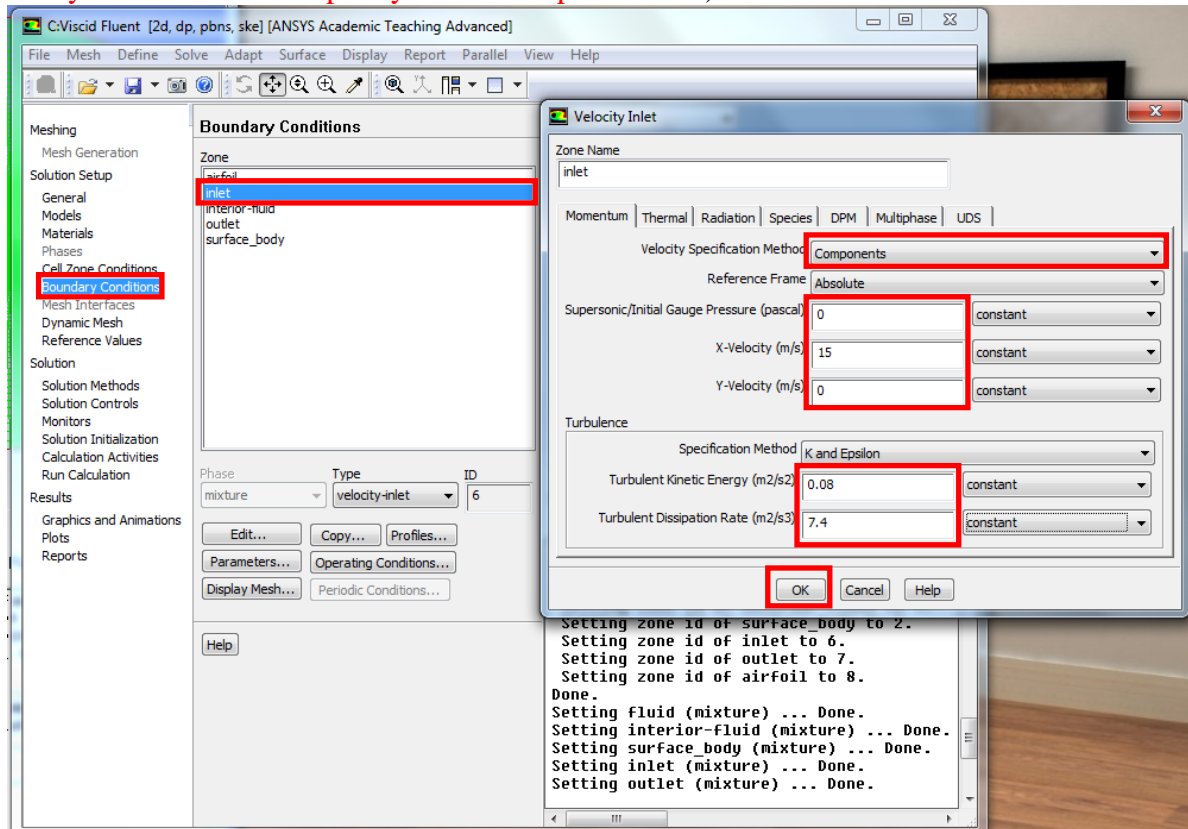 C:Viscid Fluent [2d, dp, pbns, ske] [ANSYS Academic Teaching Advanced]
File Mesh Define Solve Adapt Surface Display Report Parallel View Help
Meshing
Mesh Generation
Solution Setup
General
Models
Materials
Phases
Cell Zone Conditions
Boundary Conditions
Mesh Interfaces
Dynamic Mesh
Reference Values
Solution
Solution Methods
Solution Controls
Monitors
Solution Initialization
Calculation Activities
Run Calculation
Results
Graphics and Animations
Plots
Reports
Boundary Conditions
Zone
airfoil
inlet
interior-fluid
outlet
surface_body
Phase Type ID
mixture velocity-inlet 6
Edit... Copy... Profiles...
Parameters... Operating Conditions...
Display Mesh... Periodic Conditions...
Help
Velocity Inlet
Zone Name
inlet
Momentum Thermal Radiation Species DPM Multiphase UDS
Velocity Specification Method Components
Reference Frame Absolute
Supersonic/Initial Gauge Pressure (pascal) 0 constant
X-Velocity (m/s) 15 constant
Y-Velocity (m/s) 0 constant
Turbulence
Specification Method K and Epsilon
Turbulent Kinetic Energy (m2/s2) 0.08 constant
Turbulent Dissipation Rate (m2/s3) 7.4 constant
OK Cancel Help
Setting zone id of surface_body to 2.
Setting zone id of inlet to 6.
Setting zone id of outlet to 7.
Setting zone id of airfoil to 8.
Done.
Setting fluid (mixture) ... Done.
Setting interior-fluid (mixture) ... Done.
Setting surface_body (mixture) ... Done.
Setting inlet (mixture) ... Done.
Setting outlet (mixture) ... Done.